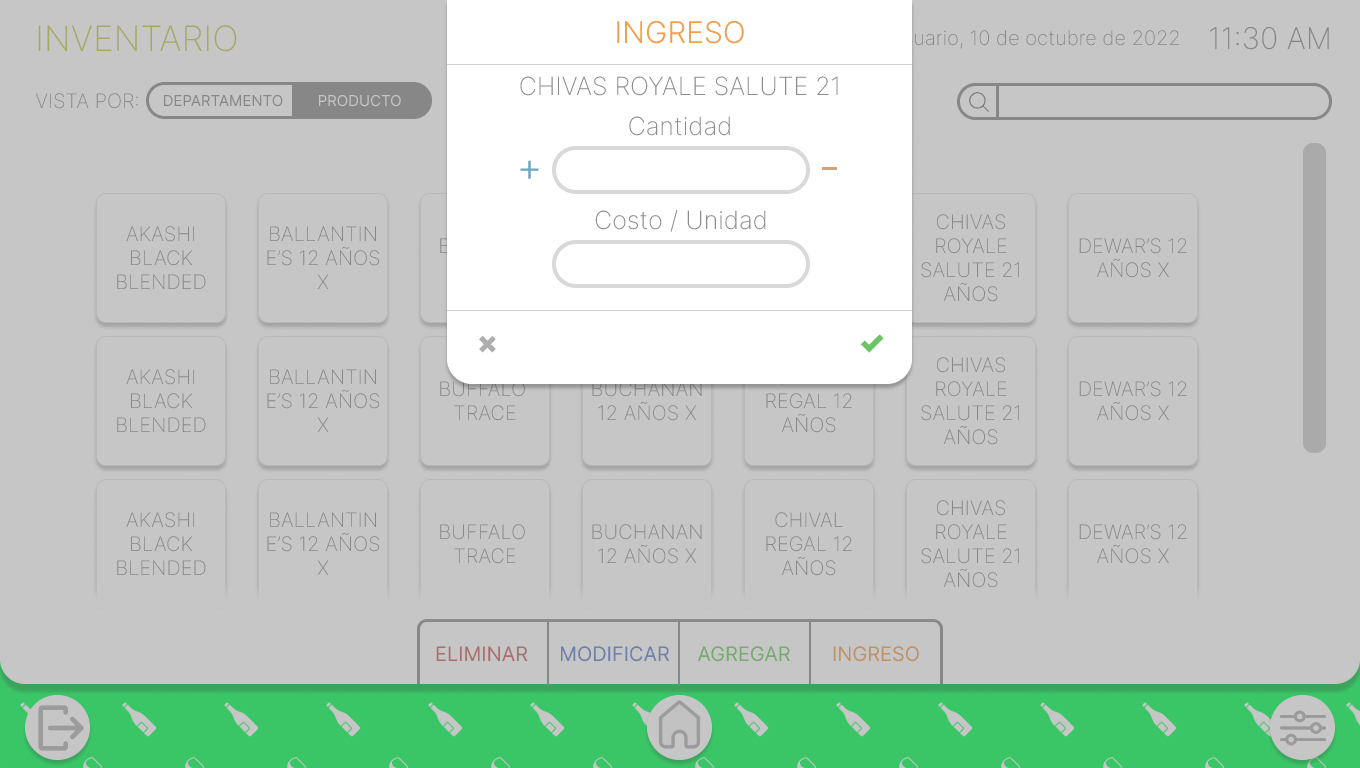 INVENTARIO
INGRESO
uario, 10 de octubre de 2022
11:30 AM
VISTA POR:
DEPARTAMENTO
PRODUCTO
CHIVAS ROYALE SALUTE 21
Cantidad
+
−
Costo / Unidad
AKASHI
BLACK
BLENDED
BALLANTIN
E’S 12 AÑOS
X
CHIVAS
ROYALE
SALUTE 21
AÑOS
DEWAR’S 12
AÑOS X
AKASHI
BLACK
BLENDED
BALLANTIN
E’S 12 AÑOS
X
BUFFALO
TRACE
BUCHANAN
12 AÑOS X
REGAL 12
AÑOS
CHIVAS
ROYALE
SALUTE 21
AÑOS
DEWAR’S 12
AÑOS X
AKASHI
BLACK
BLENDED
BALLANTIN
E’S 12 AÑOS
X
BUFFALO
TRACE
BUCHANAN
12 AÑOS X
CHIVAL
REGAL 12
AÑOS
CHIVAS
ROYALE
SALUTE 21
AÑOS
DEWAR’S 12
AÑOS X
ELIMINAR
MODIFICAR
AGREGAR
INGRESO